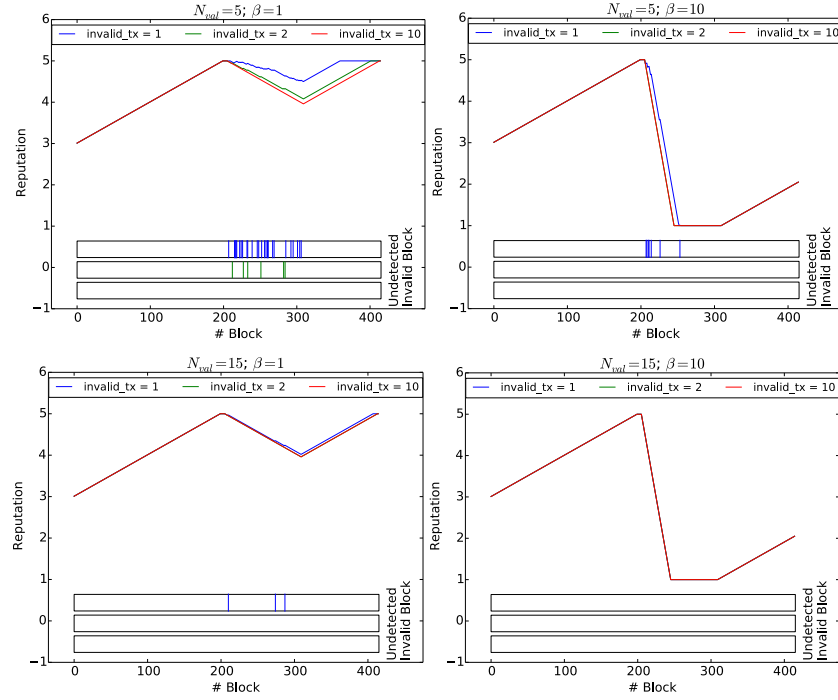 N_val=5; β=1
invalid_tx = 1 invalid_tx = 2 invalid_tx = 10
6
5
4
3
2
1
0
−1
Reputation
0 100 200 300 400
# Block
Undetected
Invalid Block
N_val=5; β=10
invalid_tx = 1 invalid_tx = 2 invalid_tx = 10
6
5
4
3
2
1
0
−1
Reputation
0 100 200 300 400
# Block
Undetected
Invalid Block
N_val=15; β=1
invalid_tx = 1 invalid_tx = 2 invalid_tx = 10
6
5
4
3
2
1
0
−1
Reputation
0 100 200 300 400
# Block
Undetected
Invalid Block
N_val=15; β=10
invalid_tx = 1 invalid_tx = 2 invalid_tx = 10
6
5
4
3
2
1
0
−1
Reputation
0 100 200 300 400
# Block
Undetected
Invalid Block